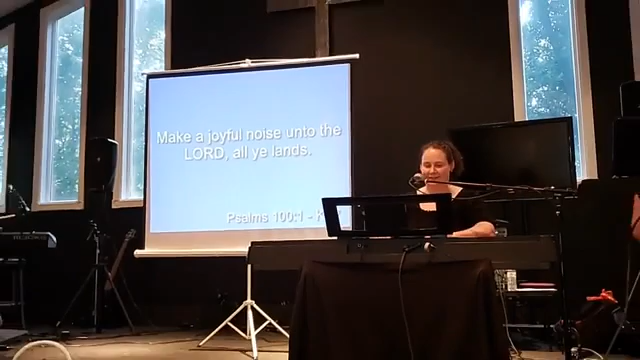 Make a joyful noise unto the
LORD, all ye lands.
Psalms 100:1 -